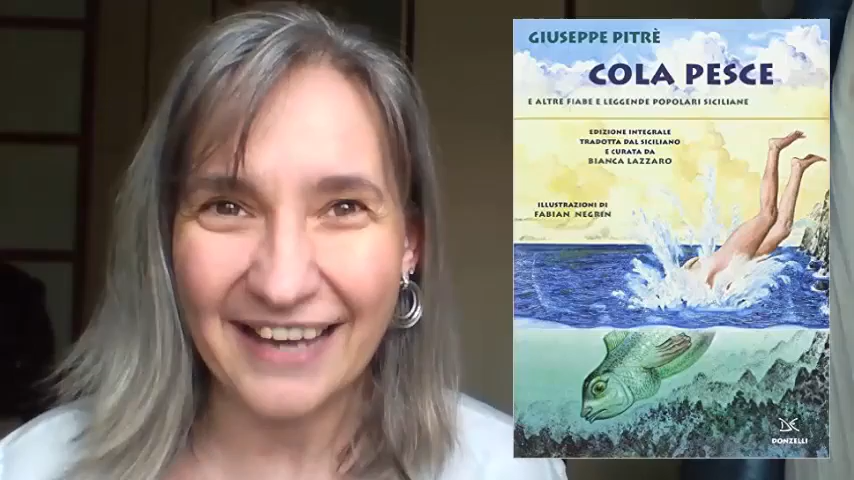 GIUSEPPE PITRÈ
COLA PESCE
E ALTRE FIABE E LEGGENDE POPOLARI SICILIANE
EDIZIONE INTEGRALE
TRADOTTA DAL SICILIANO
E CURATA DA
BIANCA LAZZARO
ILLUSTRAZIONI DI
FABIAN NEGRIN
DONZELLI